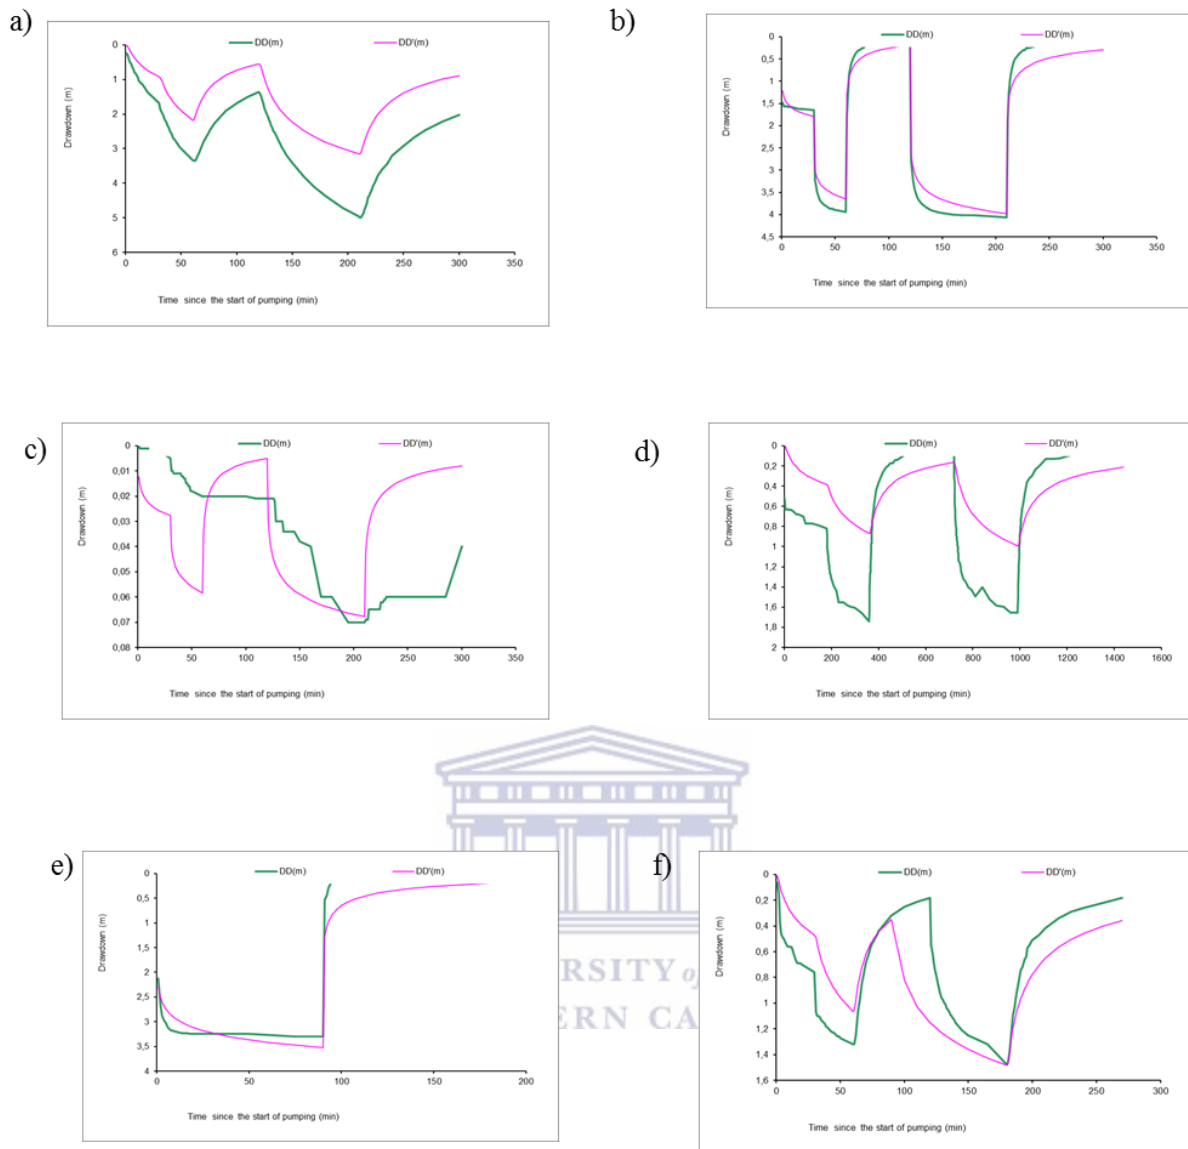 a)
DD(m) DD'(m)
Drawdown (m)
0
1
2
3
4
5
6
0 50 100 150 200 250 300 350
Time since the start of pumping (min)
b)
DD(m) DD'(m)
Drawdown (m)
0
0,5
1
1,5
2
2,5
3
3,5
4
4,5
0 50 100 150 200 250 300 350
Time since the start of pumping (min)
c)
DD(m) DD'(m)
Drawdown (m)
0
0,01
0,02
0,03
0,04
0,05
0,06
0,07
0,08
0 50 100 150 200 250 300 350
Time since the start of pumping (min)
d)
DD(m) DD'(m)
Drawdown (m)
0
0,2
0,4
0,6
0,8
1
1,2
1,4
1,6
1,8
2
0 200 400 600 800 1000 1200 1400 1600
Time since the start of pumping (min)
e)
DD(m) DD'(m)
Drawdown (m)
0
0,5
1
1,5
2
2,5
3
3,5
4
0 50 100 150 200
Time since the start of pumping (min)
f)
DD(m) DD'(m)
Drawdown (m)
0
0,2
0,4
0,6
0,8
1
1,2
1,4
1,6
0 50 100 150 200 250 300
Time since the start of pumping (min)
RSITY of
ERN CA